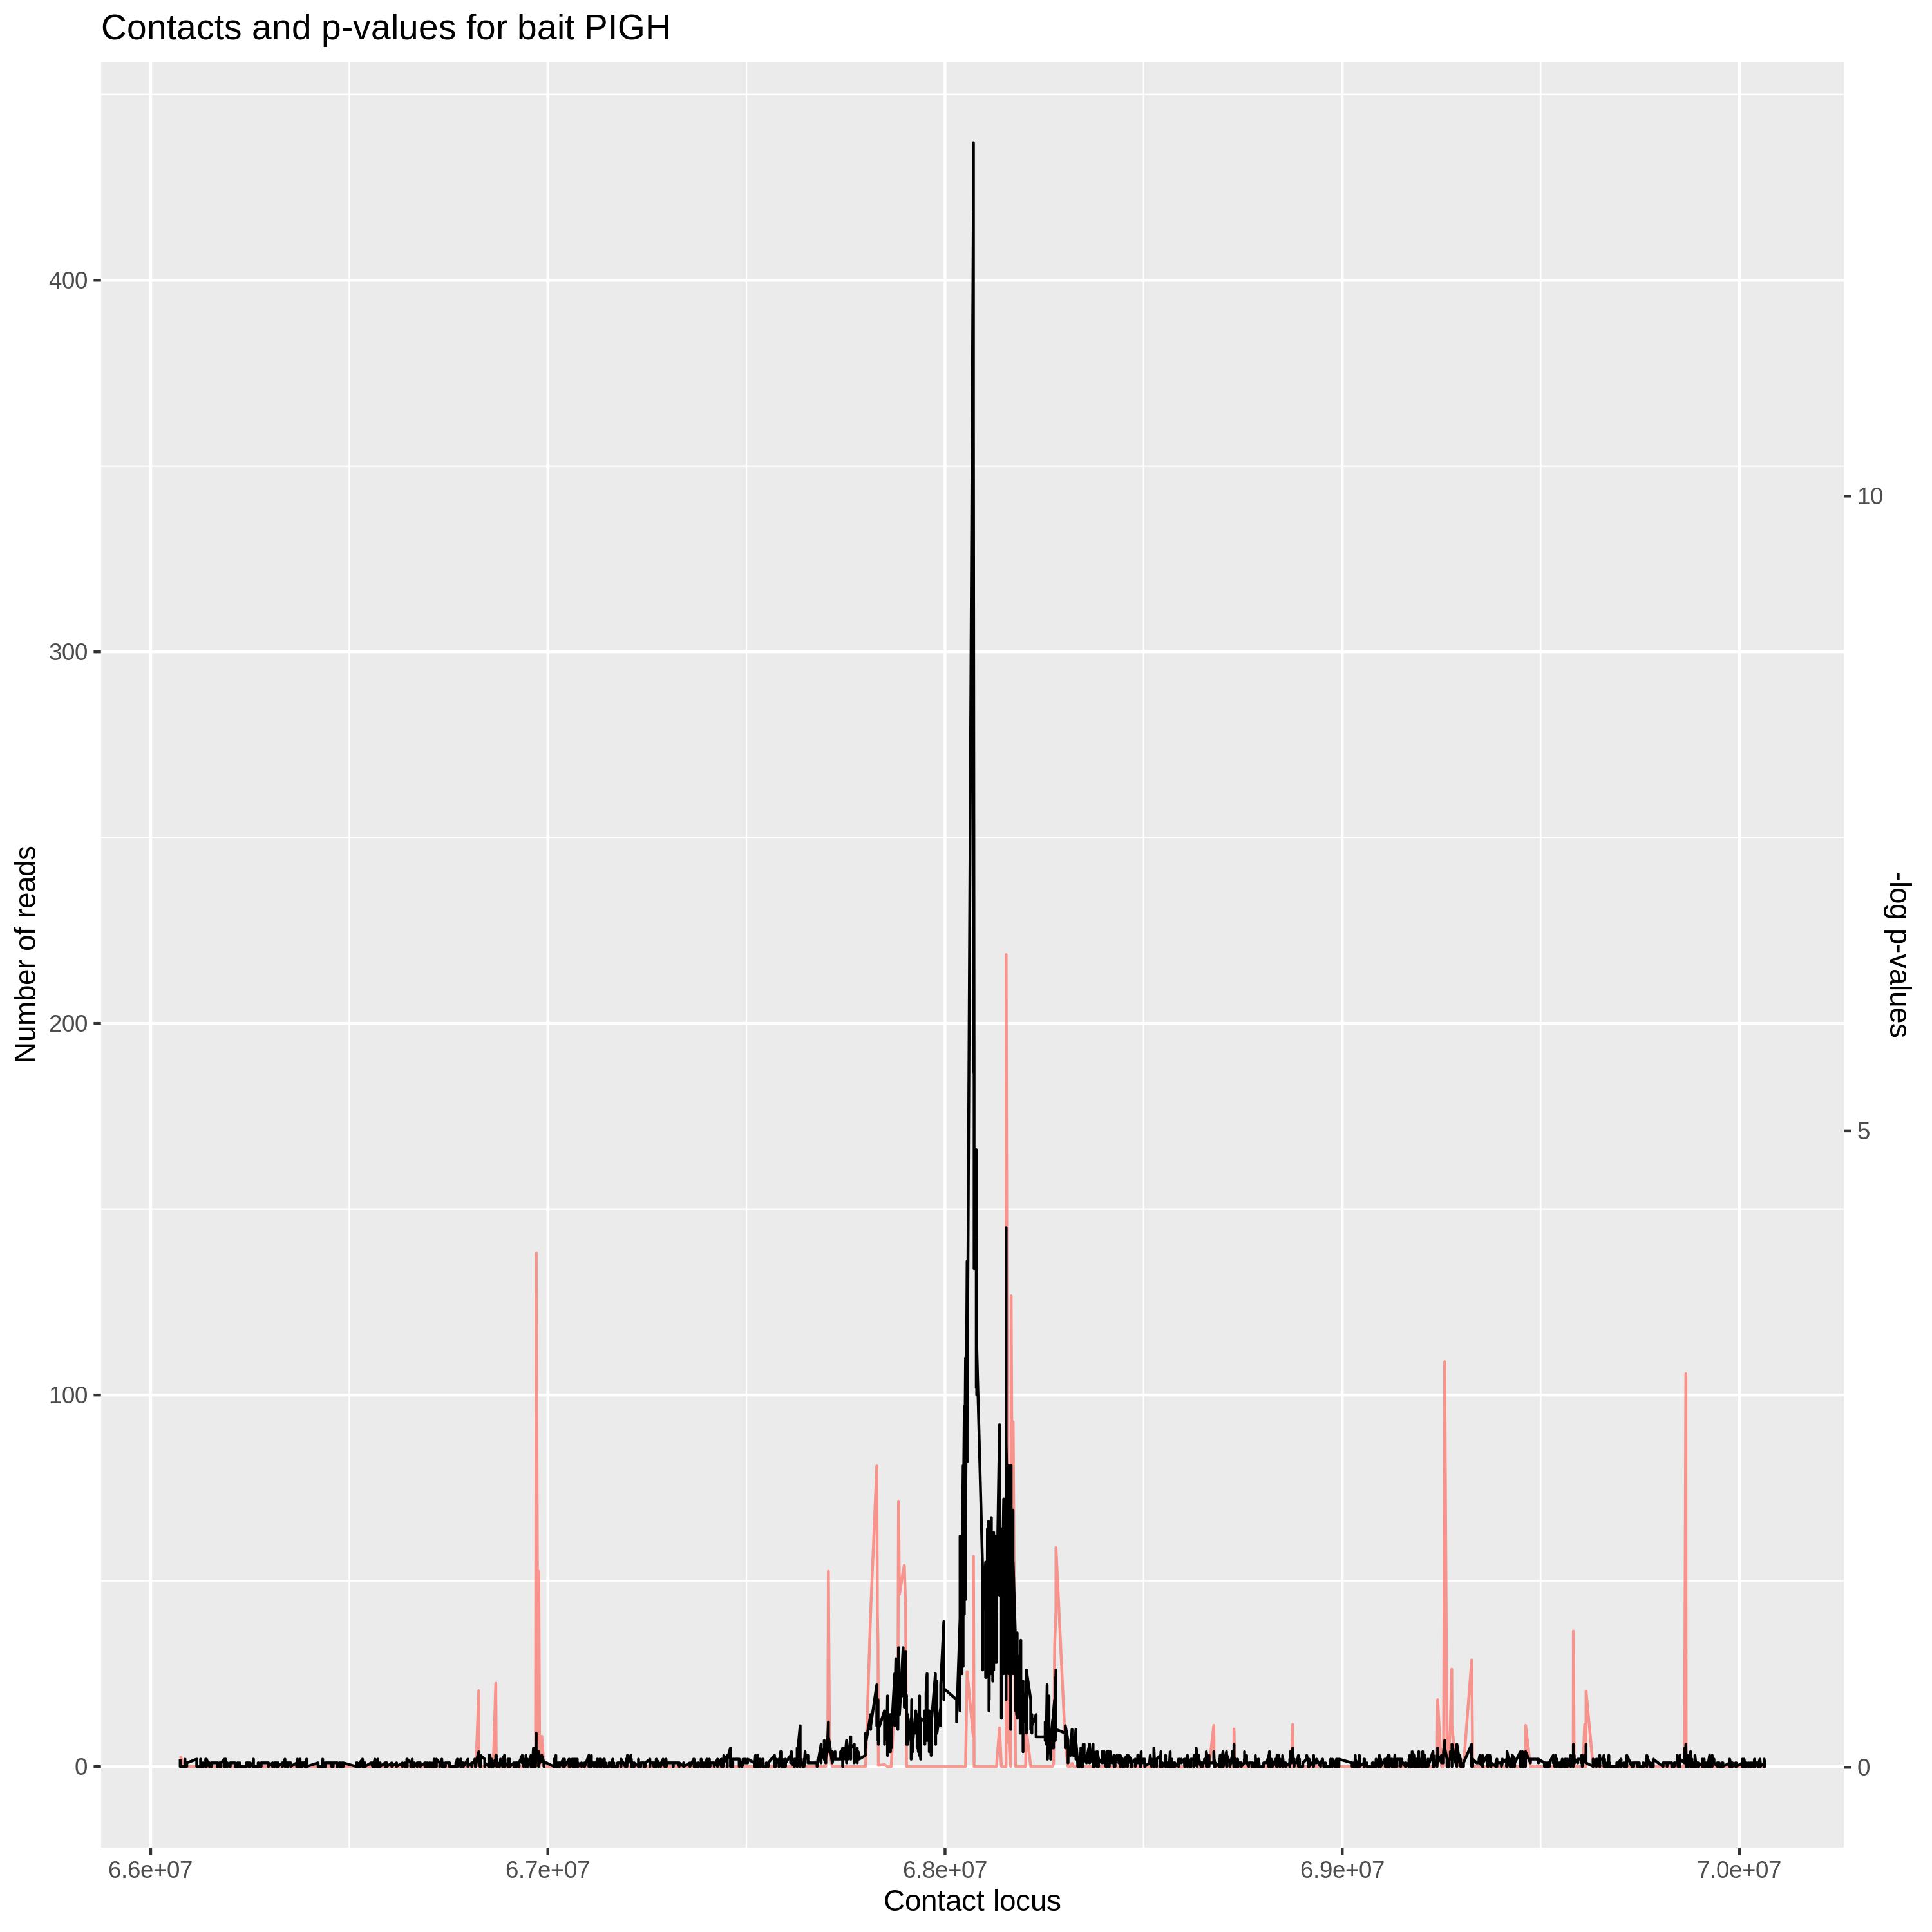 Contacts and p-values for bait PIGH
400
300
200
100
0
Number of reads
10
5
0
-log p-values
6.6e+07
6.7e+07
6.8e+07
6.9e+07
7.0e+07
Contact locus